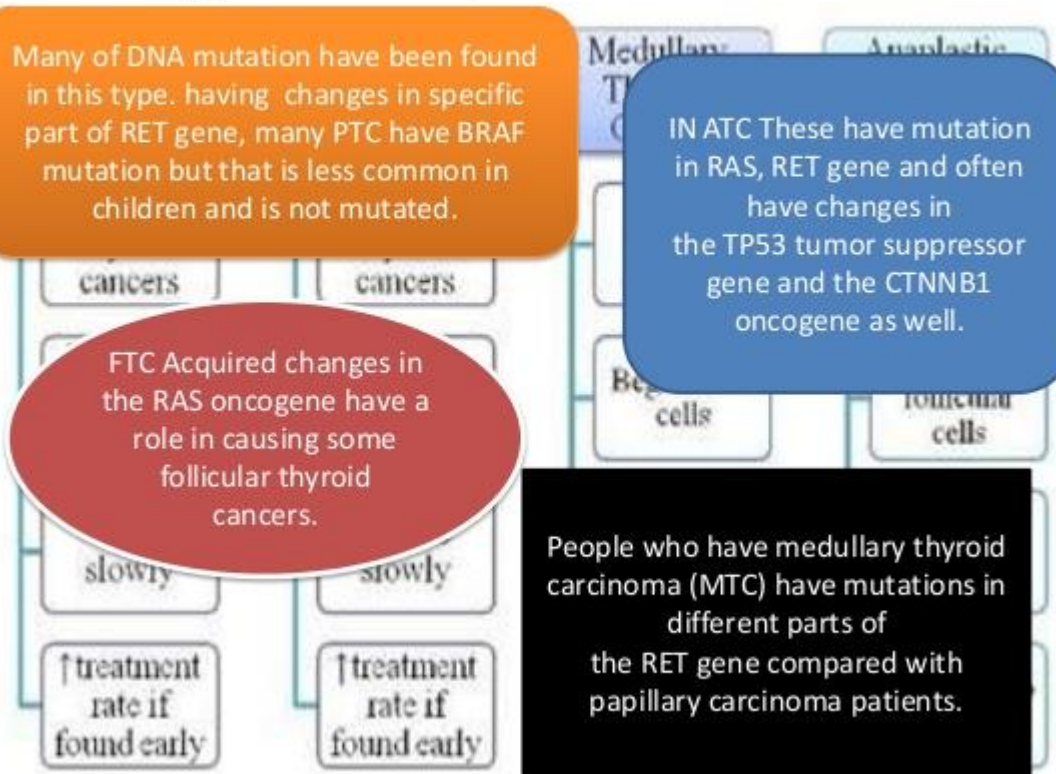 Many of DNA mutation have been found
in this type. having changes in specific
part of RET gene, many PTC have BRAF
mutation but that is less common in
children and is not mutated.
Medullary
Anaplastic
IN ATC These have mutation
in RAS, RET gene and often
have changes in
the TP53 tumor suppressor
gene and the CTNNB1
oncogene as well.
cancers
cancers
FTC Acquired changes in
the RAS oncogene have a
role in causing some
follicular thyroid
cancers.
cells
follicular
cells
slowly
slowly
People who have medullary thyroid
carcinoma (MTC) have mutations in
different parts of
the RET gene compared with
papillary carcinoma patients.
↑treatment
rate if
found early
↑treatment
rate if
found early